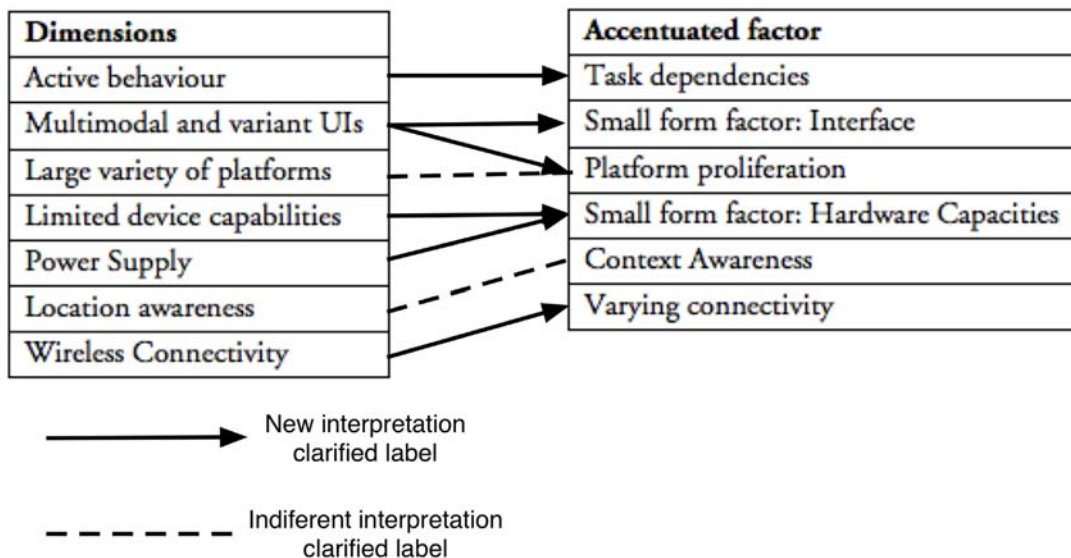 Dimensions
Active behaviour
Multimodal and variant UIs
Large variety of platforms
Limited device capabilities
Power Supply
Location awareness
Wireless Connectivity
Accentuated factor
Task dependencies
Small form factor: Interface
Platform proliferation
Small form factor: Hardware Capacities
Context Awareness
Varying connectivity
New interpretation
clarified label
Indiferent interpretation
clarified label